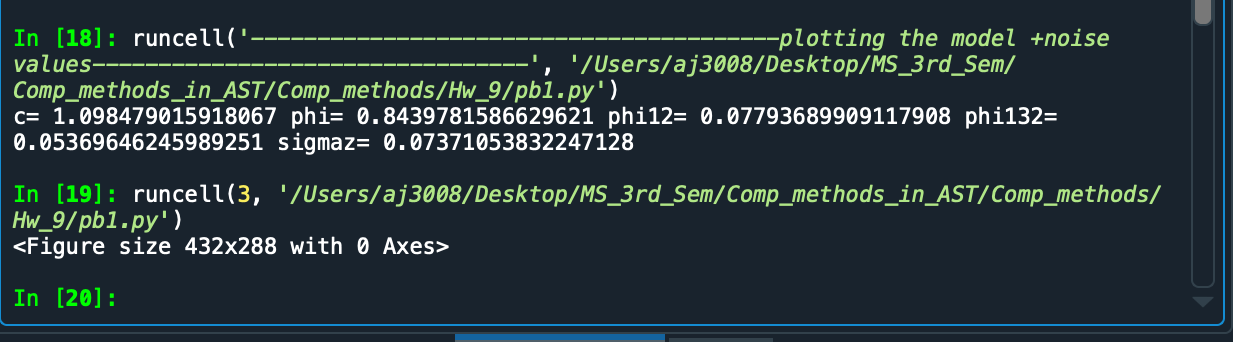 In [18]: runcell('----------------------------------------plotting the model +noise
values---------------------------------', '/Users/aj3008/Desktop/MS_3rd_Sem/
Comp_methods_in_AST/Comp_methods/Hw_9/pb1.py')
c= 1.098479015918067 phi= 0.8439781586629621 phi12= 0.07793689909117908 phi132=
0.05369646245989251 sigmaz= 0.07371053832247128
In [19]: runcell(3, '/Users/aj3008/Desktop/MS_3rd_Sem/Comp_methods_in_AST/Comp_methods/
Hw_9/pb1.py')
<Figure size 432x288 with 0 Axes>
In [20]: